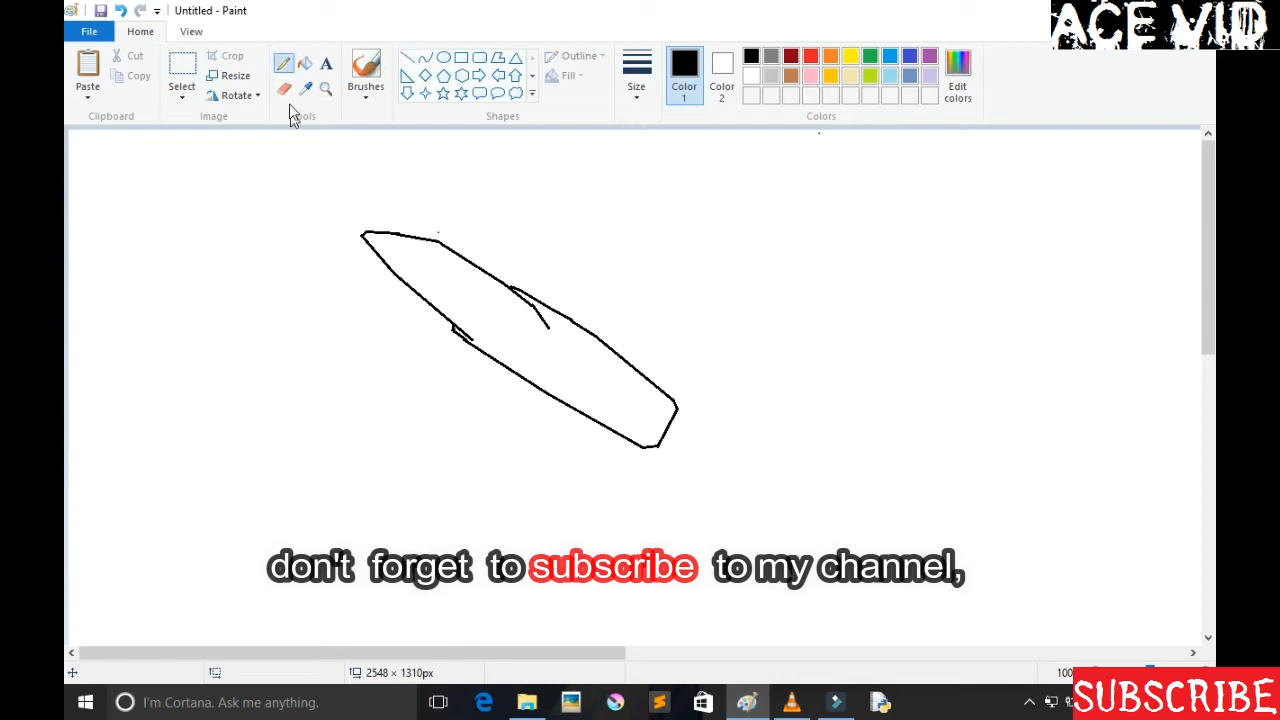 Untitled - Paint
ACE VID
File
Home
View
Paste
Cut
Copy
Clipboard
Select
Crop
Resize
Rotate
Image
A
Brushes
Shapes
Outline
Fill
Size
Color
1
Color
2
Edit
colors
Colors
don't forget to subscribe to my channel,
2548 × 1310px
I'm Cortana. Ask me anything.
SUBSCRIBE